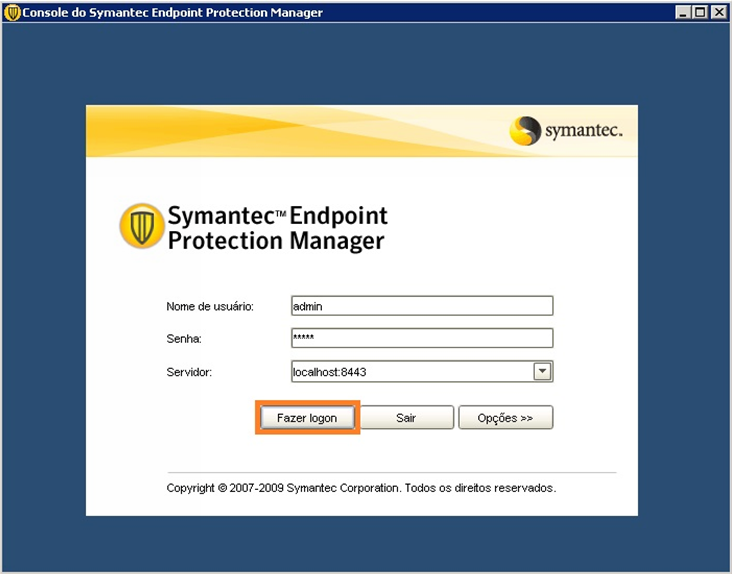 Console do Symantec Endpoint Protection Manager
symantec.
Symantec™ Endpoint
Protection Manager
Nome de usuário: admin
Senha: *****
Servidor: localhost:8443
Fazer logon Sair Opções >>
Copyright © 2007-2009 Symantec Corporation. Todos os direitos reservados.